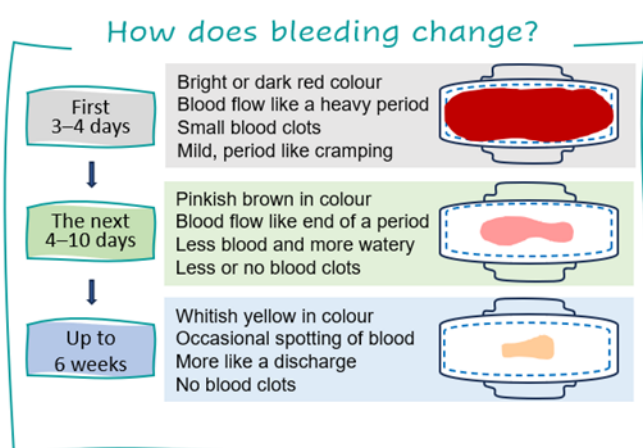 How does bleeding change?
First
3–4 days
Bright or dark red colour
Blood flow like a heavy period
Small blood clots
Mild, period like cramping
The next
4–10 days
Pinkish brown in colour
Blood flow like end of a period
Less blood and more watery
Less or no blood clots
Up to
6 weeks
Whitish yellow in colour
Occasional spotting of blood
More like a discharge
No blood clots